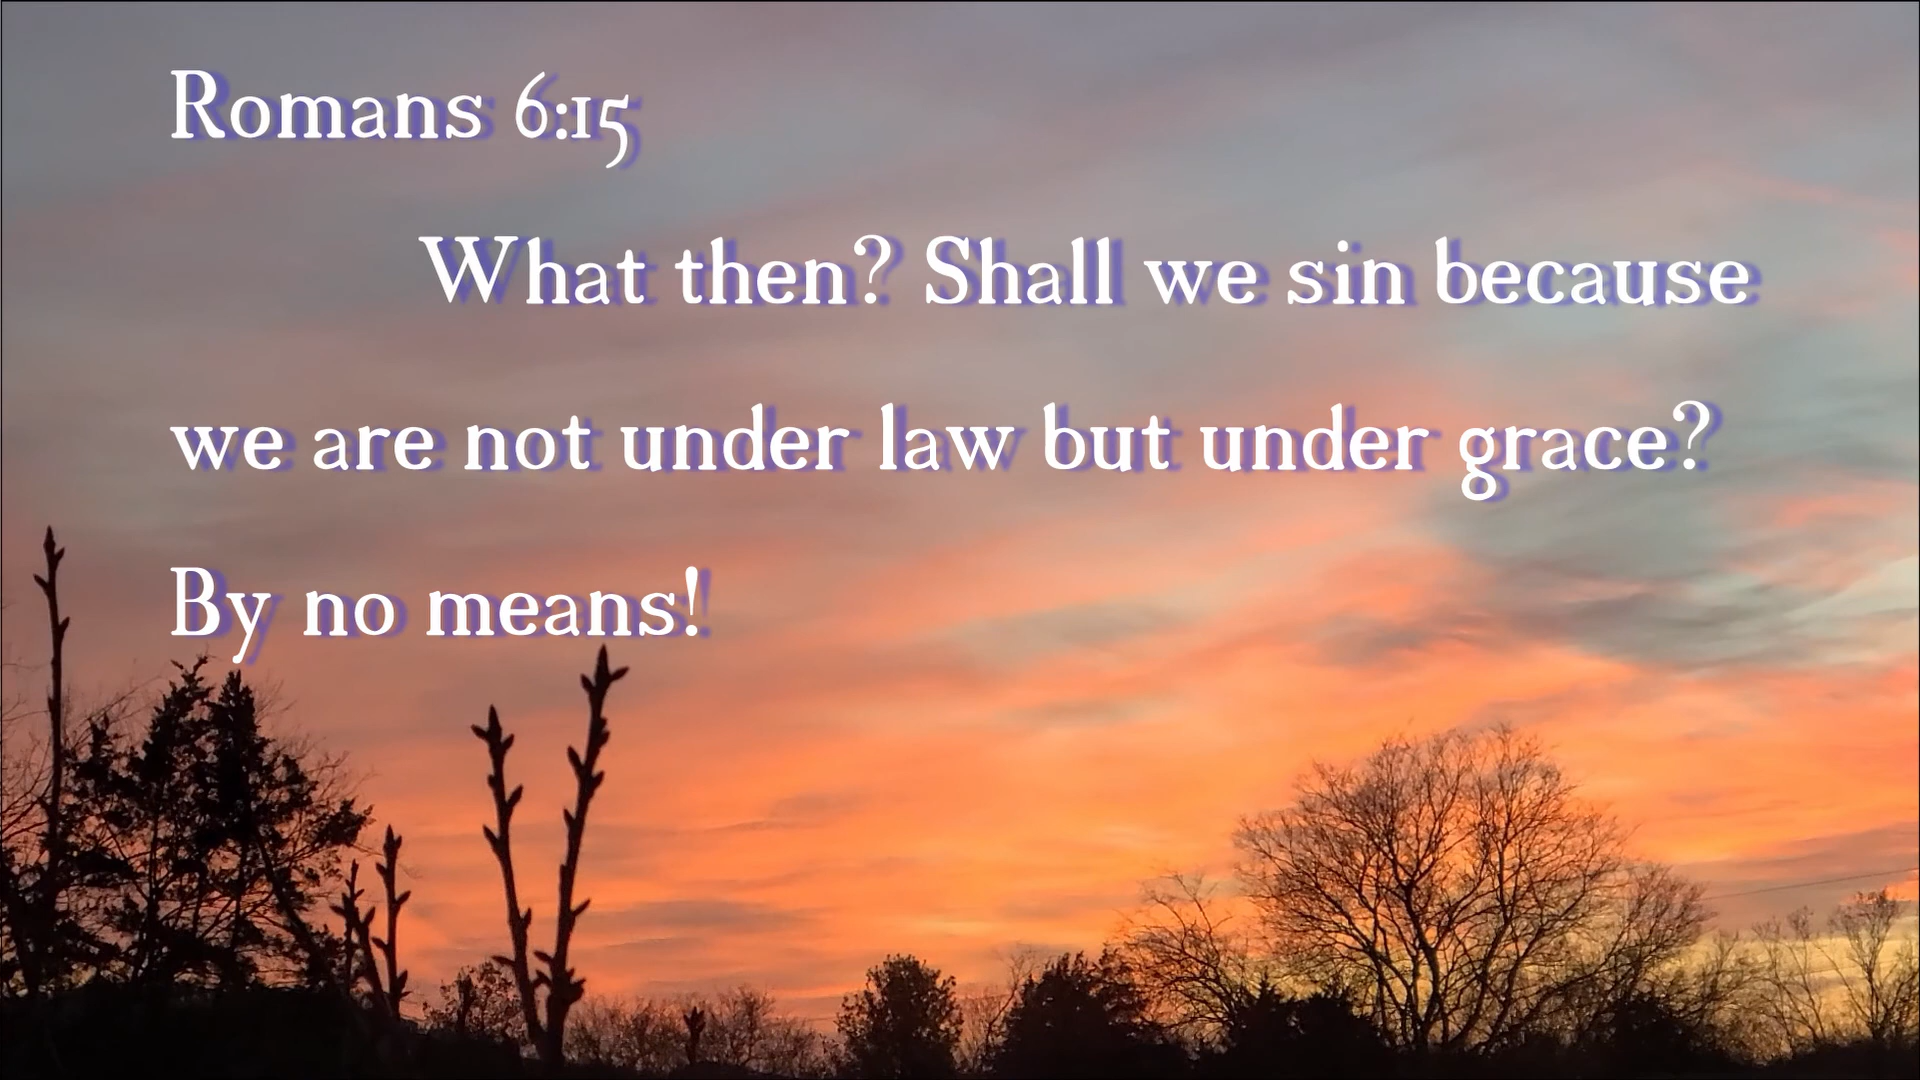 Romans 6:15
What then? Shall we sin because
we are not under law but under grace?
By no means!